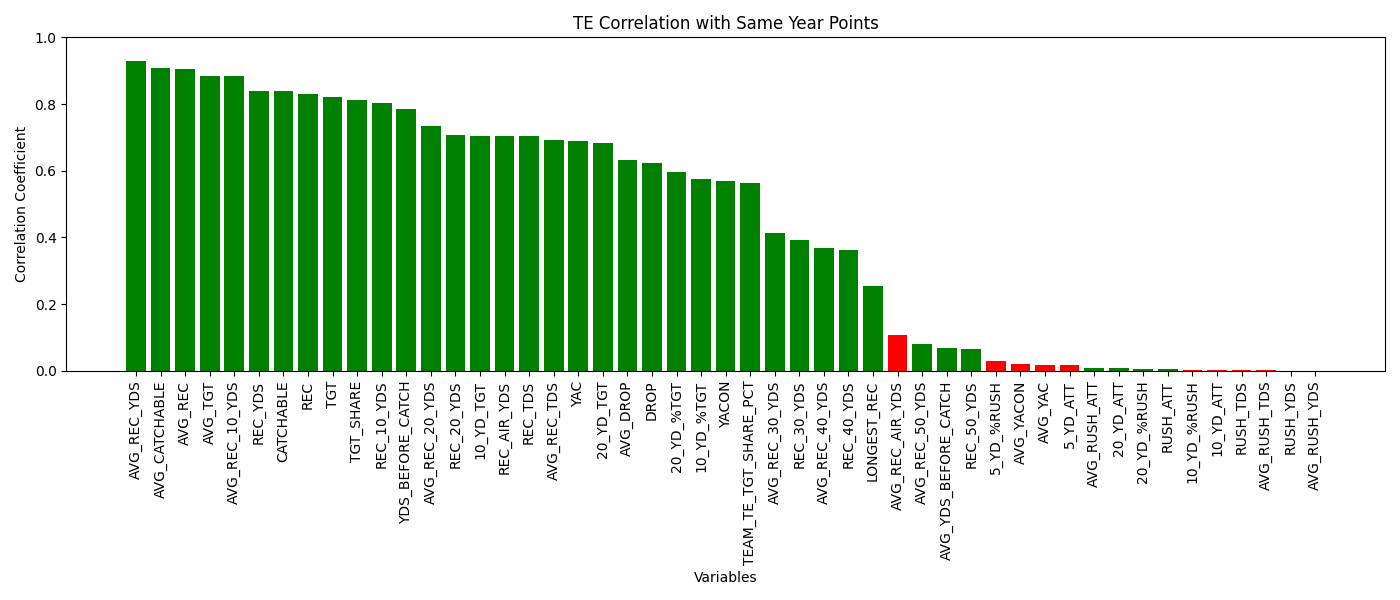 TE Correlation with Same Year Points
Correlation Coefficient
1.0
0.8
0.6
0.4
0.2
0.0
AVG_REC_YDS
AVG_CATCHABLE
AVG_REC
AVG_TGT
AVG_REC_10_YDS
REC_YDS
CATCHABLE
REC
TGT
TGT_SHARE
REC_10_YDS
YDS_BEFORE_CATCH
AVG_REC_20_YDS
REC_20_YDS
10_YD_TGT
REC_AIR_YDS
REC_TDS
AVG_REC_TDS
YAC
20_YD_TGT
AVG_DROP
DROP
20_YD_%TGT
10_YD_%TGT
YACON
TEAM_TE_TGT_SHARE_PCT
AVG_REC_30_YDS
REC_30_YDS
AVG_REC_40_YDS
REC_40_YDS
LONGEST_REC
AVG_REC_AIR_YDS
AVG_REC_50_YDS
AVG_YDS_BEFORE_CATCH
REC_50_YDS
5_YD_%RUSH
AVG_YACON
AVG_YAC
5_YD_ATT
AVG_RUSH_ATT
20_YD_ATT
20_YD_%RUSH
RUSH_ATT
10_YD_%RUSH
10_YD_ATT
RUSH_TDS
AVG_RUSH_TDS
RUSH_YDS
AVG_RUSH_YDS
Variables